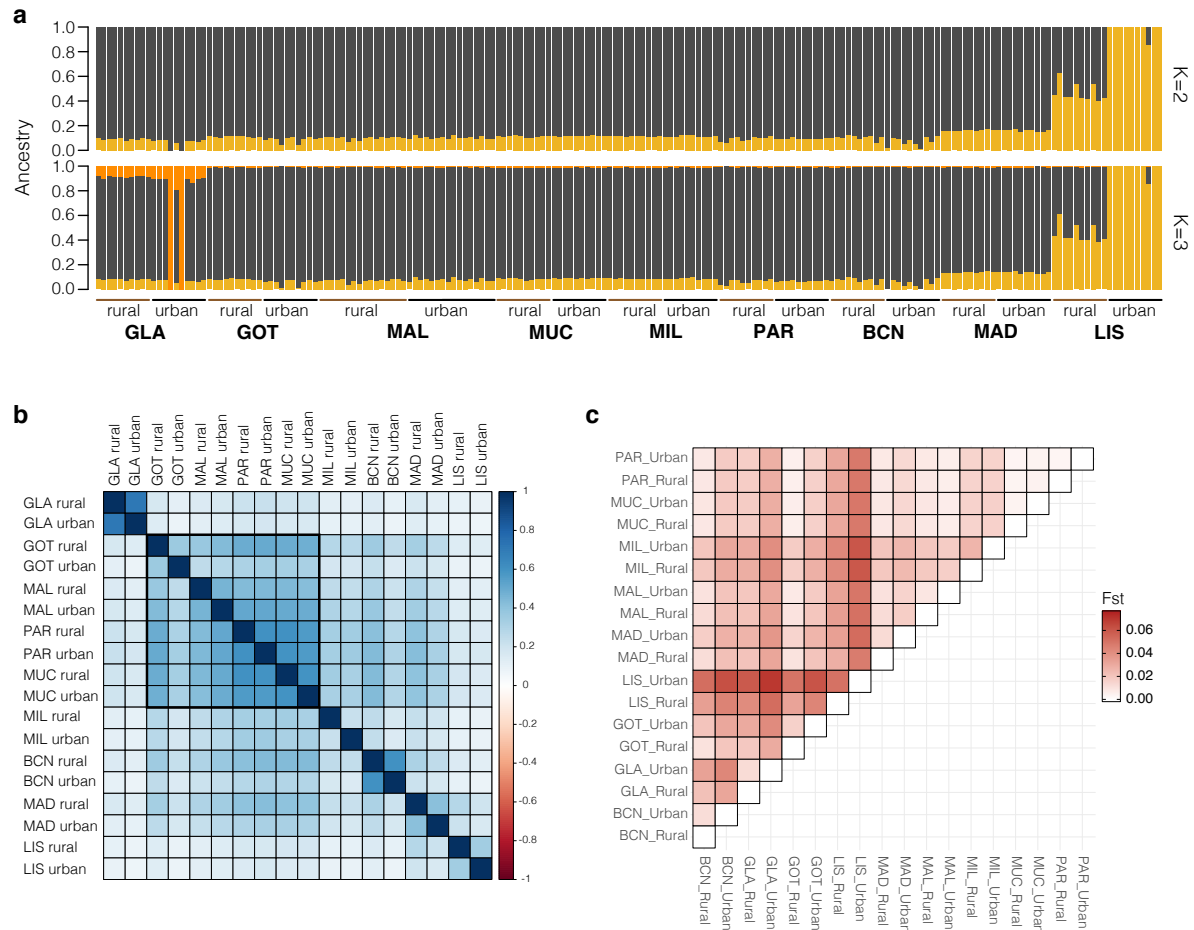 a
1.0
0.8
0.6
0.4
0.2
0.0
K=2
Ancestry
1.0
0.8
0.6
0.4
0.2
0.0
K=3
rural urban rural urban rural urban rural urban rural urban rural urban rural urban rural urban rural urban
GLA GOT MAL MUC MIL PAR BCN MAD LIS
b
GLA rural
GLA urban
GOT rural
GOT urban
MAL rural
MAL urban
PAR rural
PAR urban
MUC rural
MUC urban
MIL rural
MIL urban
BCN rural
BCN urban
MAD rural
MAD urban
LIS rural
LIS urban
GLA rural
GLA urban
GOT rural
GOT urban
MAL rural
MAL urban
PAR rural
PAR urban
MUC rural
MUC urban
MIL rural
MIL urban
BCN rural
BCN urban
MAD rural
MAD urban
LIS rural
LIS urban
1
0.8
0.6
0.4
0.2
0
-0.2
-0.4
-0.6
-0.8
-1
c
PAR_Urban
PAR_Rural
MUC_Urban
MUC_Rural
MIL_Urban
MIL_Rural
MAL_Urban
MAL_Rural
MAD_Urban
MAD_Rural
LIS_Urban
LIS_Rural
GOT_Urban
GOT_Rural
GLA_Urban
GLA_Rural
BCN_Urban
BCN_Rural
BCN_Rural
BCN_Urban
GLA_Rural
GLA_Urban
GOT_Rural
GOT_Urban
LIS_Rural
LIS_Urban
MAD_Rural
MAD_Urban
MAL_Rural
MAL_Urban
MIL_Rural
MIL_Urban
MUC_Rural
MUC_Urban
PAR_Rural
PAR_Urban
Fst
0.06
0.04
0.02
0.00